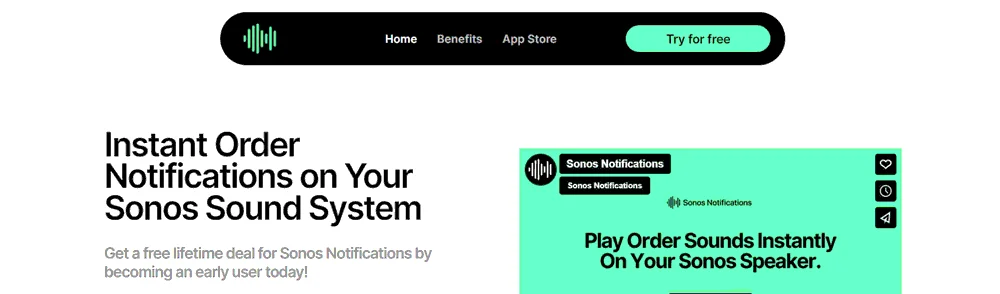 Home Benefits App Store Try for free
Instant Order
Notifications on Your
Sonos Sound System
Get a free lifetime deal for Sonos Notifications by
becoming an early user today!
Sonos Notifications
Sonos Notifications
Sonos Notifications
Play Order Sounds Instantly
On Your Sonos Speaker.